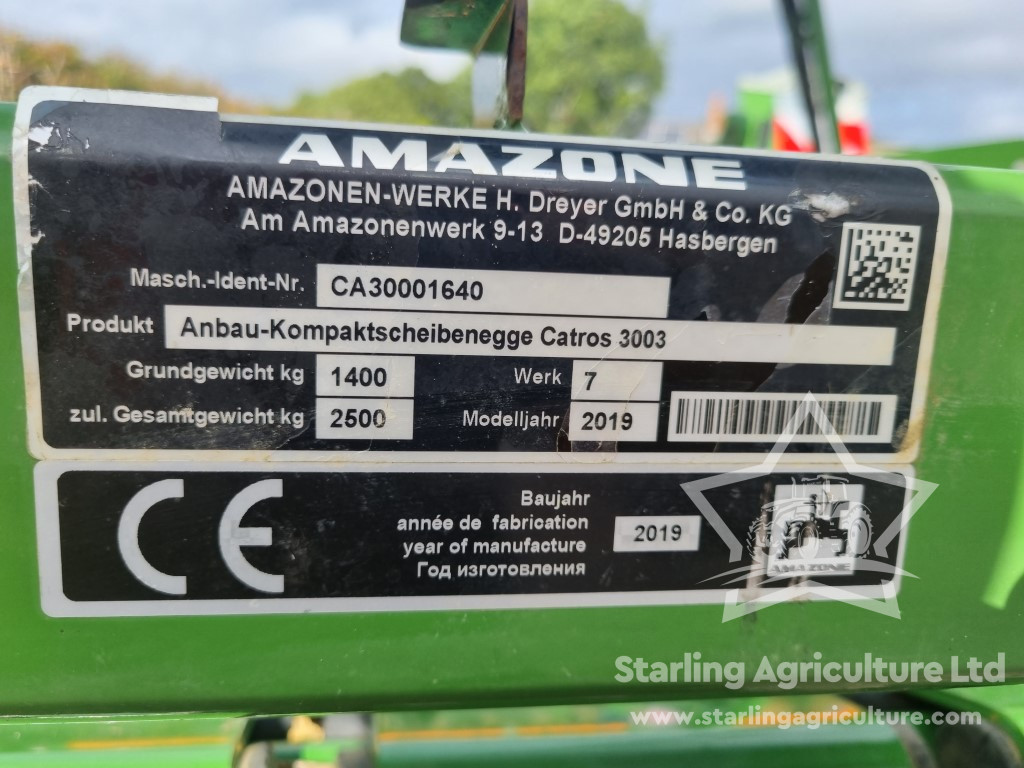 AMAZONE
AMAZONEN-WERKE H. Dreyer GmbH & Co. KG
Am Amazonenwerk 9-13 D-49205 Hasbergen
Masch.-Ident-Nr. CA30001640
Produkt Anbau-Kompaktscheibenegge Catros 3003
Grundgewicht kg 1400 Werk 7
zul. Gesamtgewicht kg 2500 Modelljahr 2019
CE
Baujahr
année de fabrication
year of manufacture
Год изготовления
2019
AMAZONE
Starling Agriculture Ltd
www.starlingagriculture.com